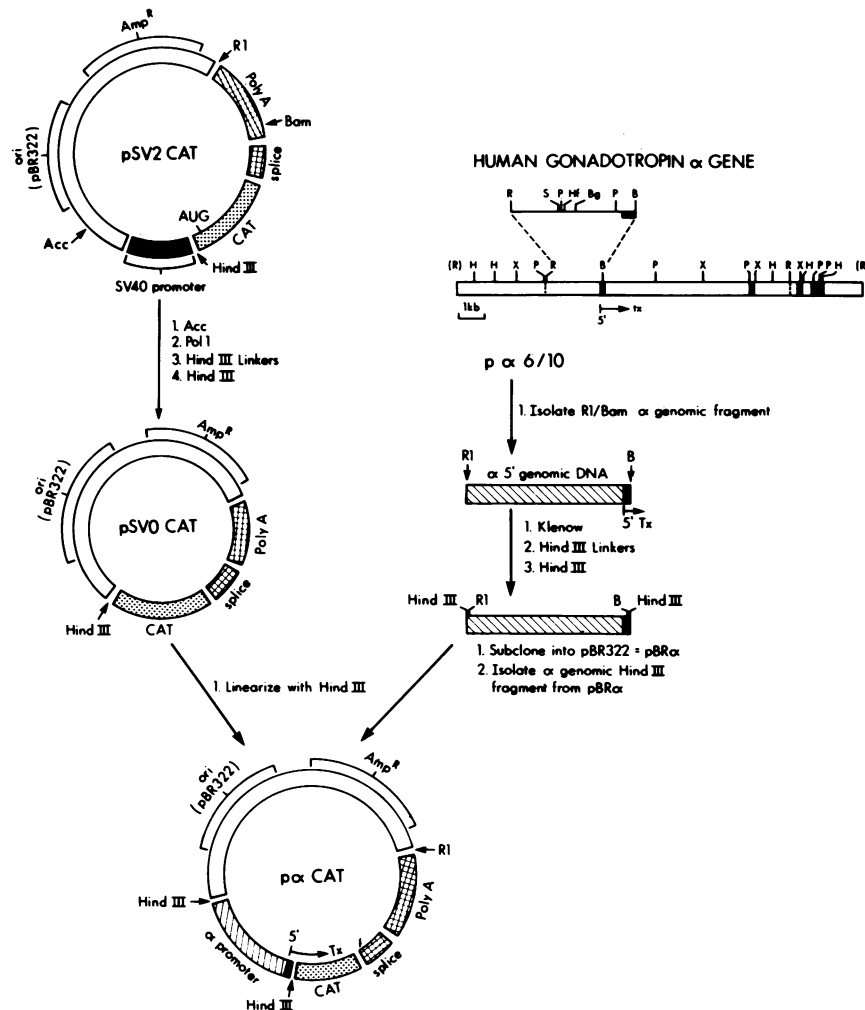 Amp R
R1
Poly A
Bam
ori
(pBR322)
pSV2 CAT
splice
AUG
CAT
Acc
Hind III
SV40 promoter
1. Acc
2. Pol 1
3. Hind III Linkers
4. Hind III
Amp R
ori
(pBR322)
pSV0 CAT
Poly A
splice
Hind III
CAT
HUMAN GONADOTROPIN α GENE
R S P Hf Bg P B
(R) H H X P R B P X P X H R X H P P H (R)
1kb
5' tx
p α 6/10
1. Isolate R1/Bam α genomic fragment
R1 B
α 5' genomic DNA
5' Tx
1. Klenow
2. Hind III Linkers
3. Hind III
Hind III R1 B Hind III
1. Subclone into pBR322 = pBRα
2. Isolate α genomic Hind III
fragment from pBRα
1. Linearize with Hind III
Amp R
ori
(pBR322)
R1
pα CAT
Poly A
Hind III
5'
Tx
α promoter
splice
CAT
Hind III